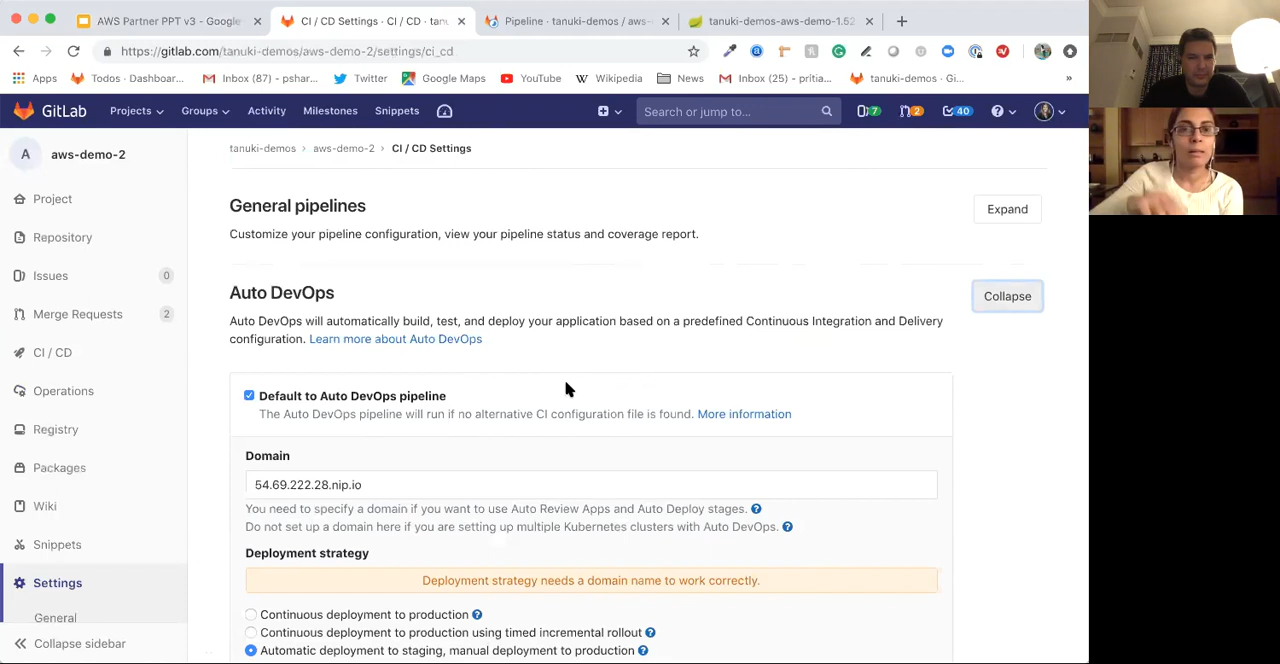 AWS Partner PPT v3 - Google
CI / CD Settings · CI / CD · tanu
Pipeline · tanuki-demos / aws-
tanuki-demos-aws-demo-1.52
https://gitlab.com/tanuki-demos/aws-demo-2/settings/ci_cd
Apps
Todos · Dashboar...
Inbox (87) - pshar...
Twitter
Google Maps
YouTube
Wikipedia
News
Inbox (25) - pritia...
tanuki-demos · Gi...
»
GitLab
Projects
Groups
Activity
Milestones
Snippets
Search or jump to...
7
2
40
A
aws-demo-2
Project
Repository
Issues
0
Merge Requests
2
CI / CD
Operations
Registry
Packages
Wiki
Snippets
Settings
General
Collapse sidebar
tanuki-demos > aws-demo-2 > CI / CD Settings
General pipelines
Expand
Customize your pipeline configuration, view your pipeline status and coverage report.
Auto DevOps
Collapse
Auto DevOps will automatically build, test, and deploy your application based on a predefined Continuous Integration and Delivery
configuration. Learn more about Auto DevOps
Default to Auto DevOps pipeline
The Auto DevOps pipeline will run if no alternative CI configuration file is found. More information
Domain
54.69.222.28.nip.io
You need to specify a domain if you want to use Auto Review Apps and Auto Deploy stages.
Do not set up a domain here if you are setting up multiple Kubernetes clusters with Auto DevOps.
Deployment strategy
Deployment strategy needs a domain name to work correctly.
Continuous deployment to production
Continuous deployment to production using timed incremental rollout
Automatic deployment to staging, manual deployment to production